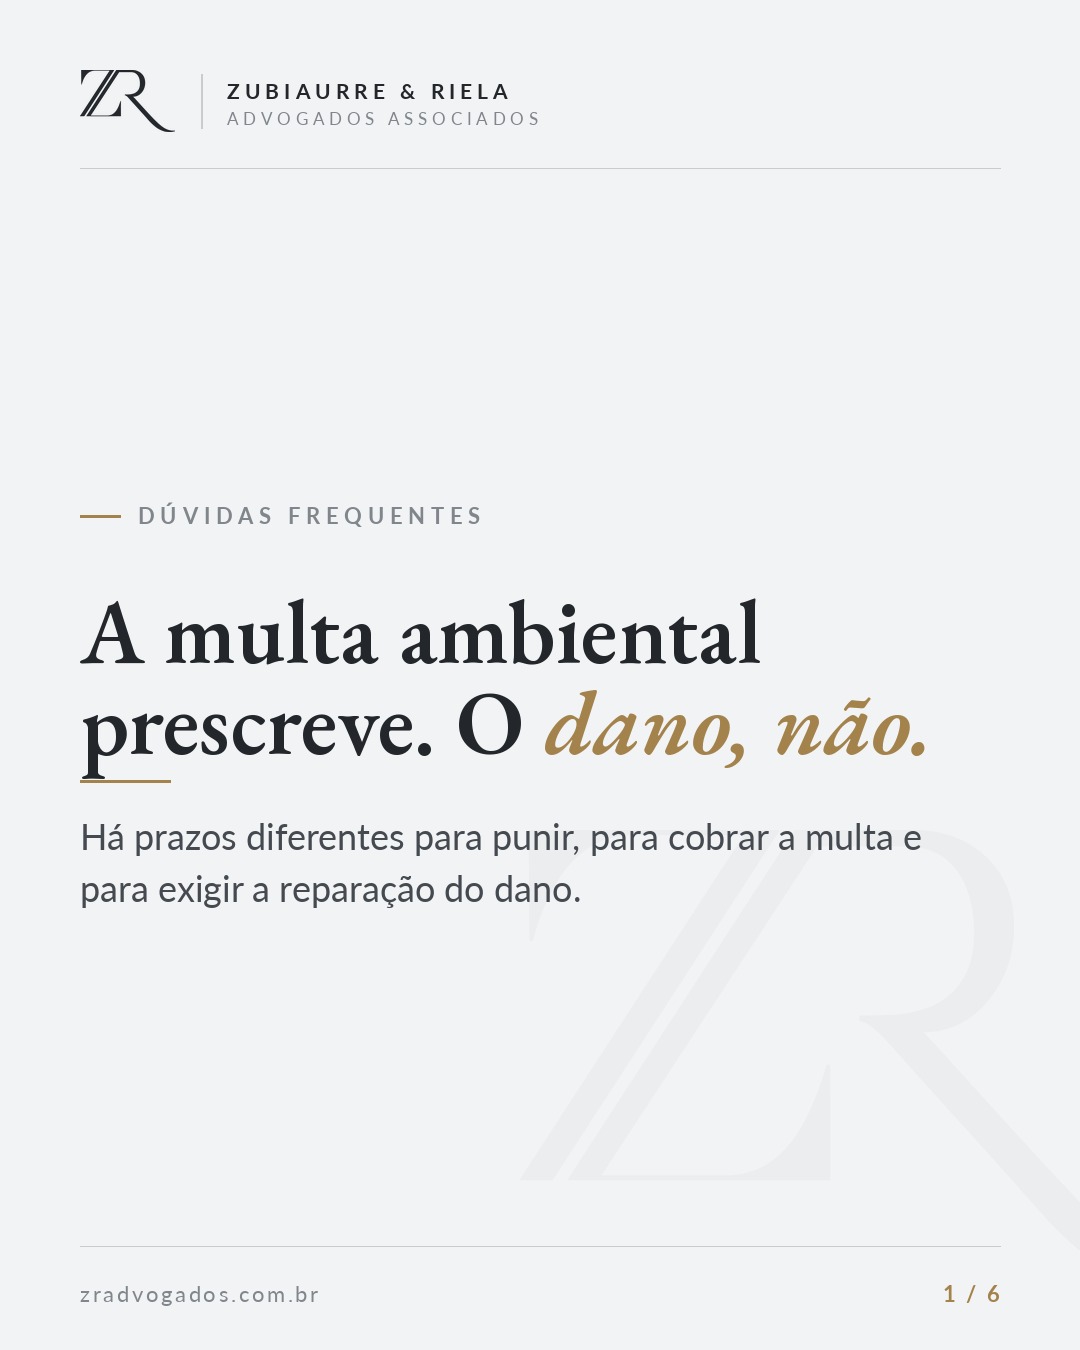 ZR
ZUBIAURRE & RIELA
ADVOGADOS ASSOCIADOS
DÚVIDAS FREQUENTES
A multa ambiental
prescreve. O dano, não.
Há prazos diferentes para punir, para cobrar a multa e
para exigir a reparação do dano.
ZR
zradvogados.com.br
1 / 6